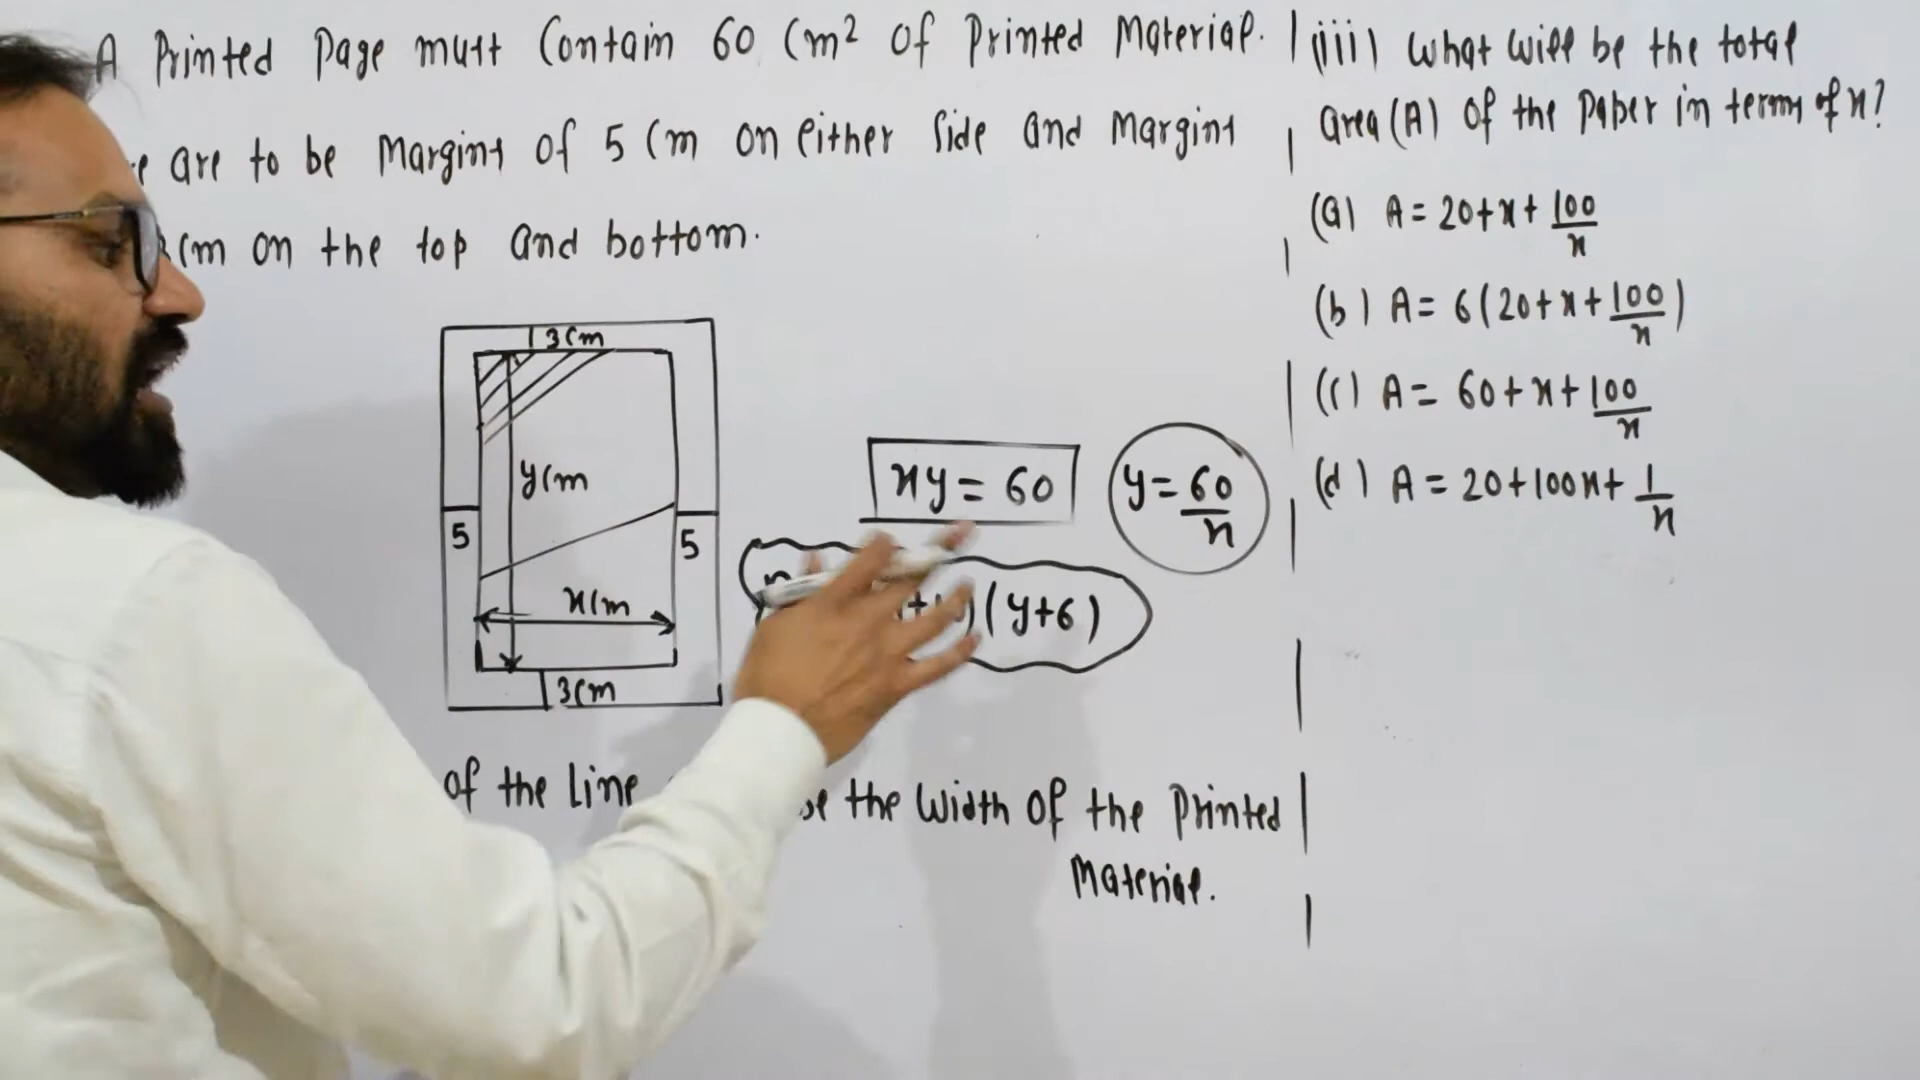 A Printed Page must Contain 60 Cm² of Printed Material.
are to be Margins of 5 Cm on either side and Margins
Cm on the top and bottom.
3Cm
yCm
5
5
xCm
3Cm
xy = 60
y = 60/x
(y+6)
of the Line
the Width of the Printed
Material.
(iii) What will be the total
area (A) of the Paper in terms of x?
(a) A = 20 + x + 100/x
(b) A = 6(20 + x + 100/x)
(c) A = 60 + x + 100/x
(d) A = 20 + 100x + 1/x